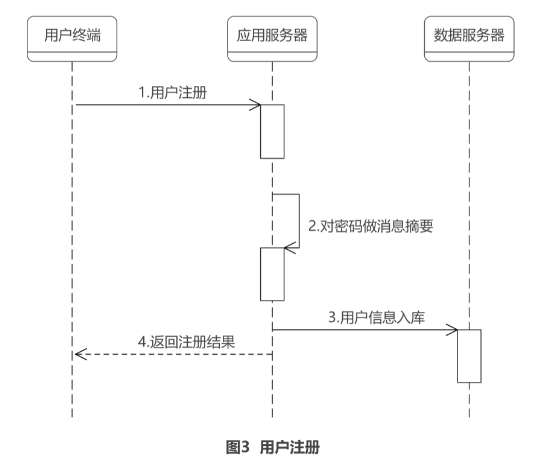 用户终端
应用服务器
数据服务器
1.用户注册
2.对密码做消息摘要
3.用户信息入库
4.返回注册结果
图3 用户注册